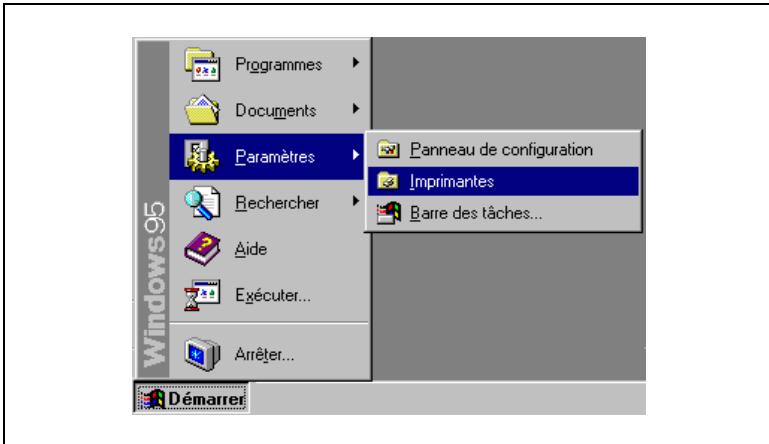 Programmes
Documents
Paramètres
Panneau de configuration
Imprimantes
Barre des tâches...
Rechercher
Aide
Exécuter...
Arrêter...
Windows95
Démarrer